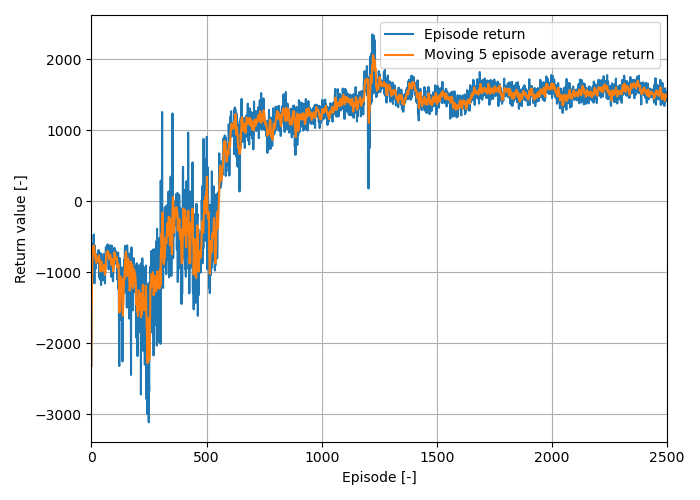 Episode return
Moving 5 episode average return
2000
1000
0
−1000
−2000
−3000
Return value [-]
0 500 1000 1500 2000 2500
Episode [-]